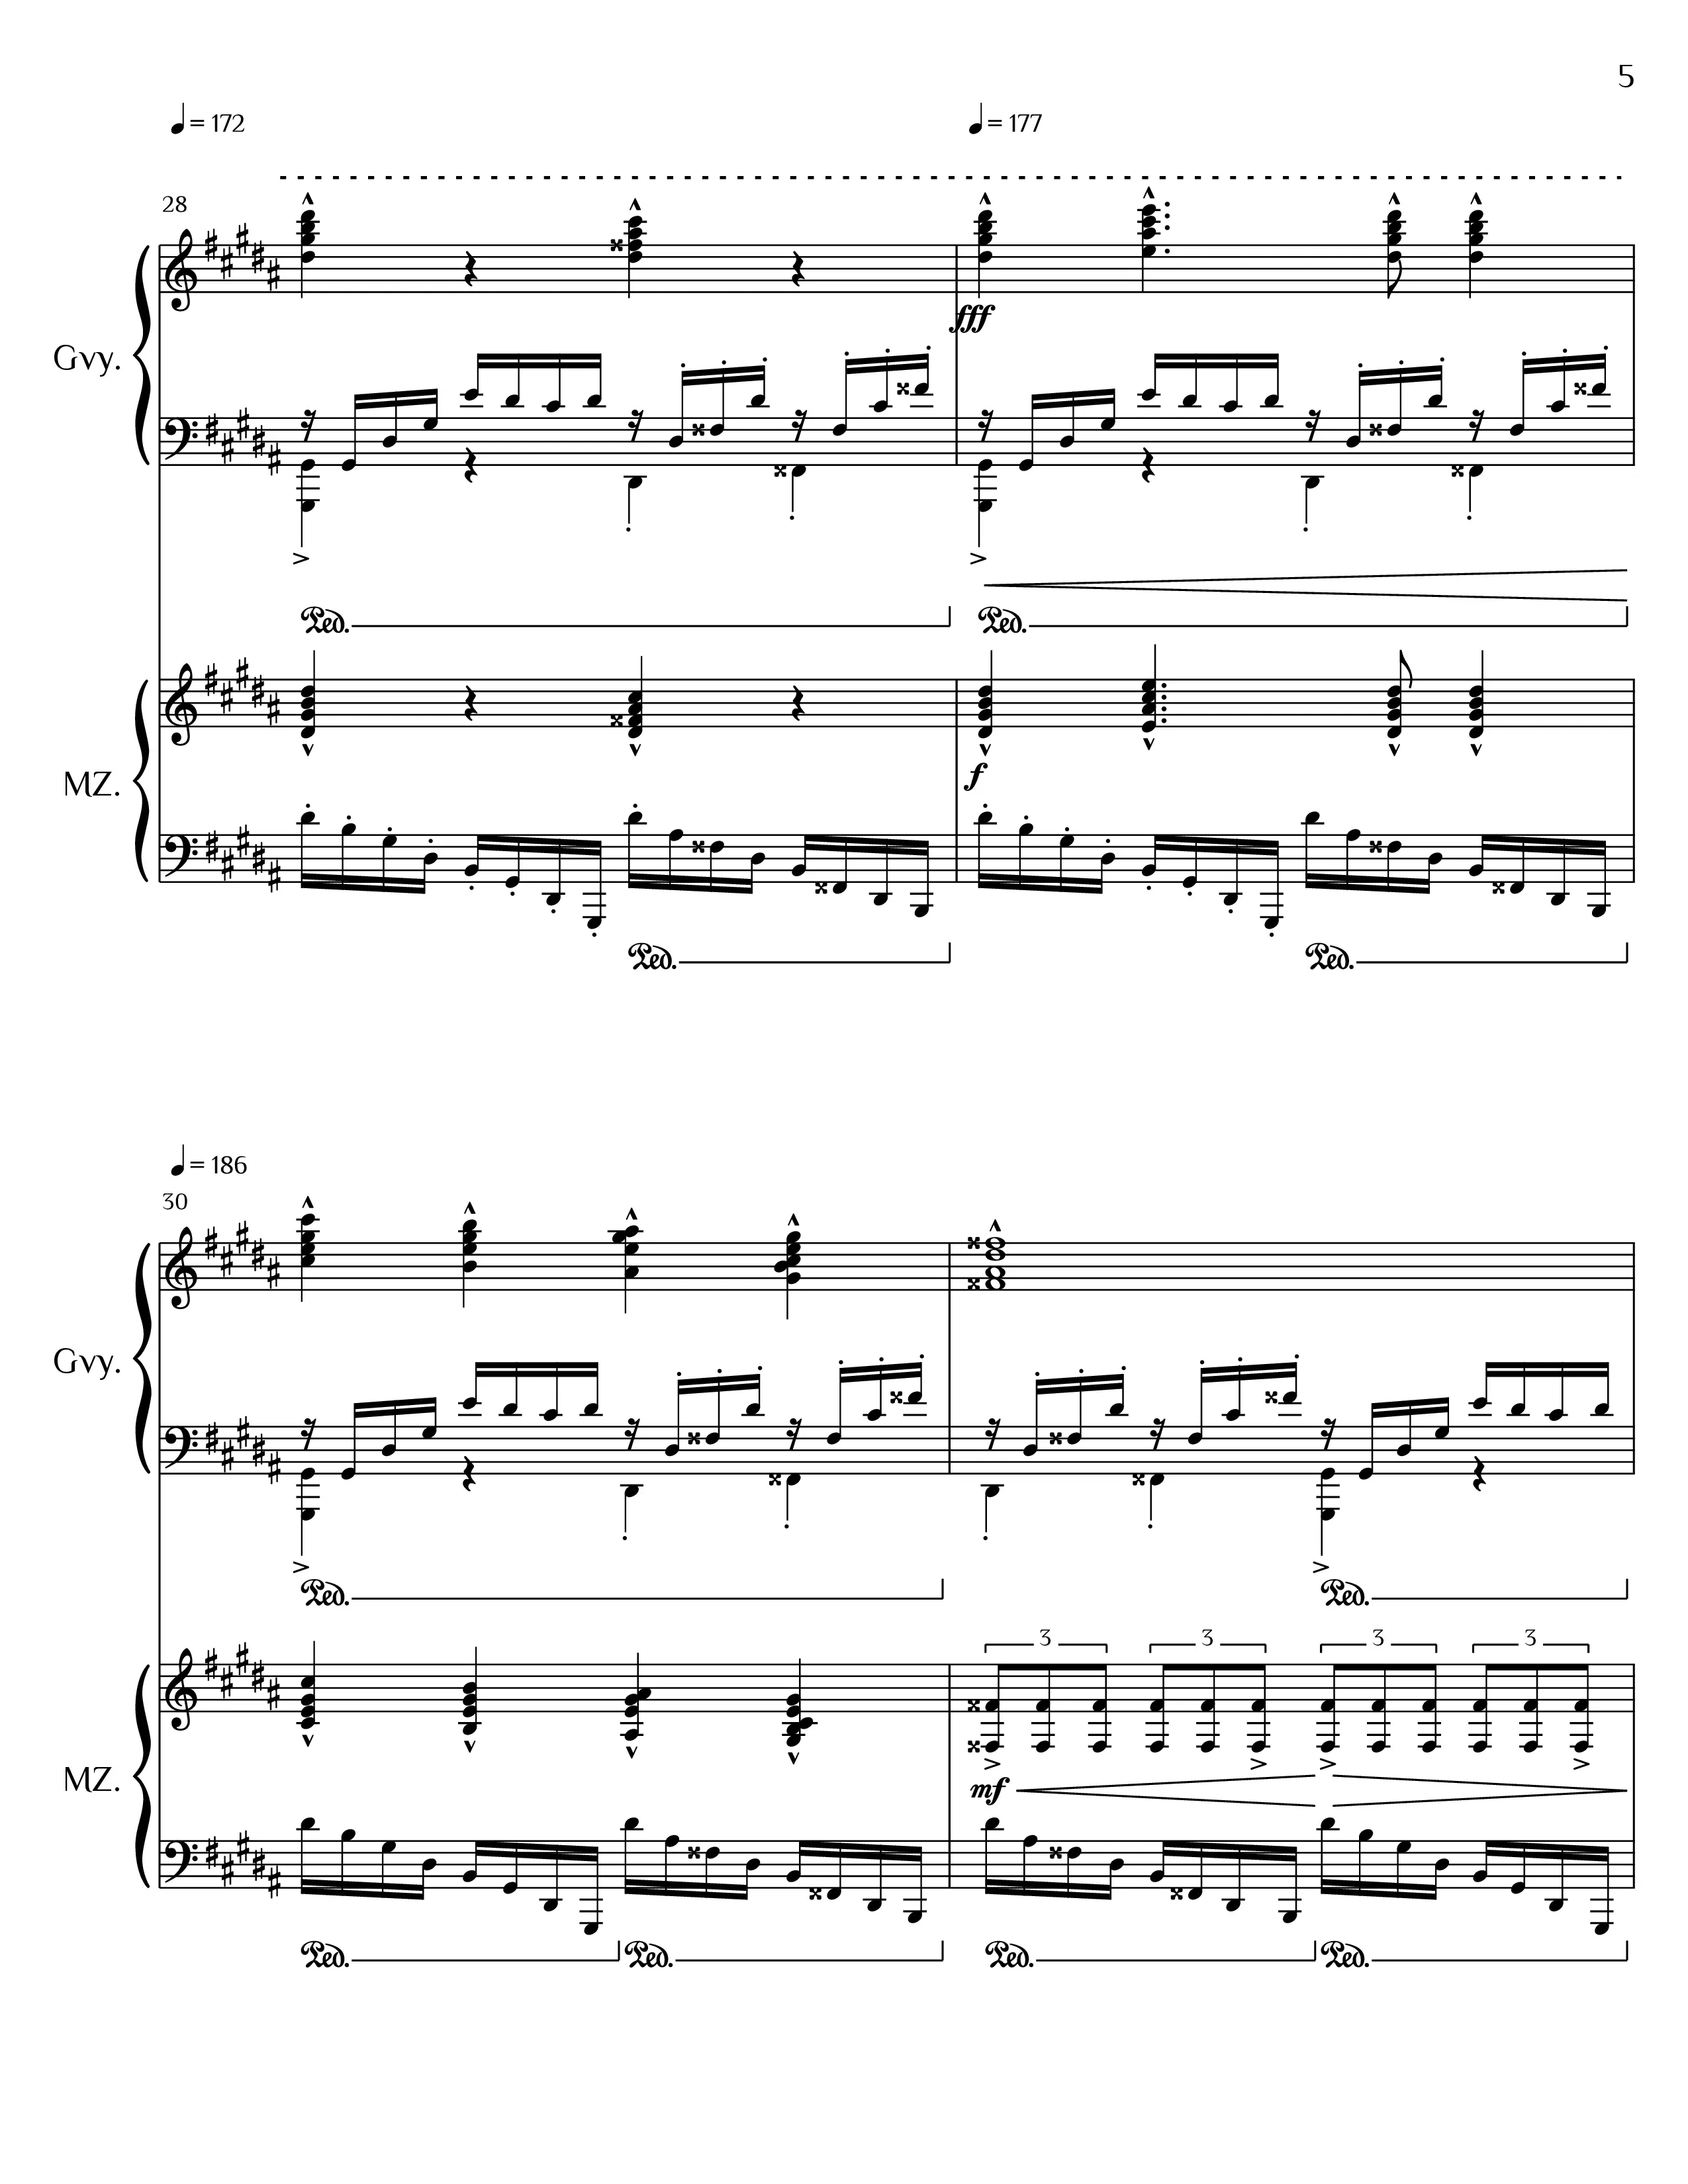 5
= 172
= 177
28
Gvy.
fff
Ped.
Ped.
MZ.
f
Ped.
Ped.
= 186
30
Gvy.
Ped.
Ped.
MZ.
3 3 3 3
mf
Ped.
Ped.
Ped.
Ped.